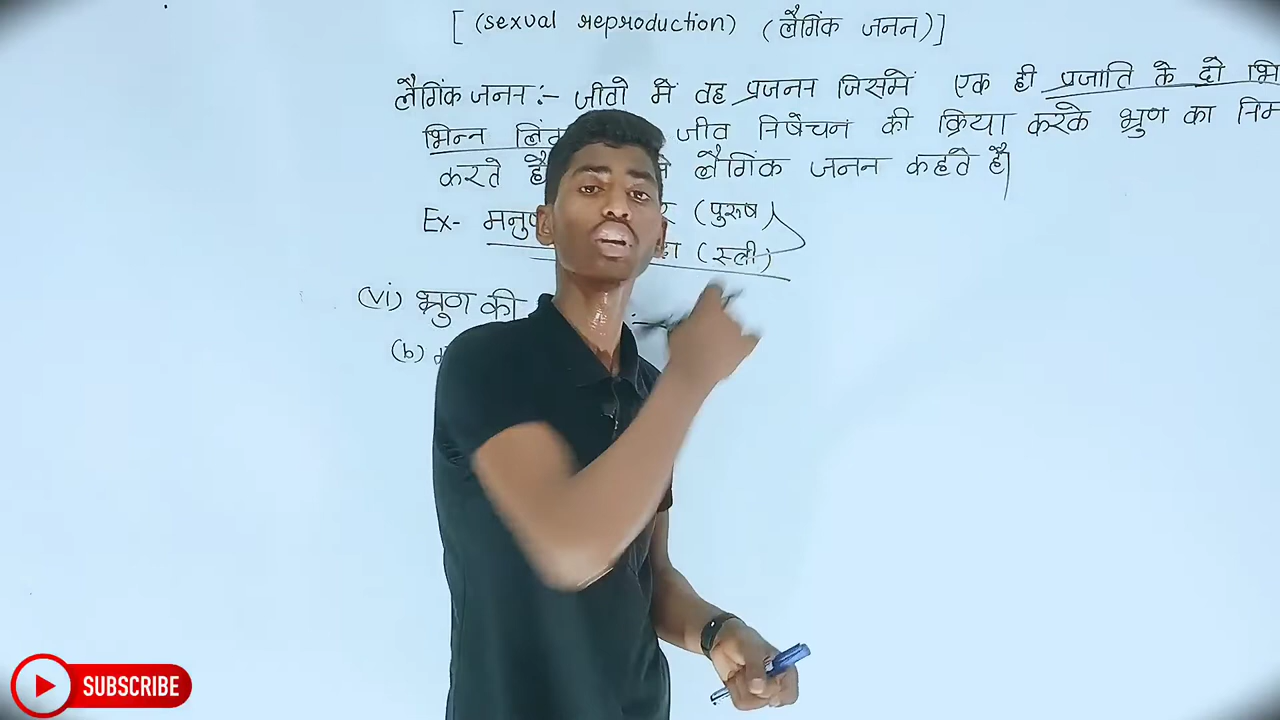 [ (sexual reproduction) (लैगिंक जनन)]
लैगिंक जनन :- जीवो में वह प्रजनन जिसमें एक ही प्रजाति के दो
भिन्न जीव निषेचन की क्रिया करके भ्रुण का
करते लैगिंक जनन कहते है|
Ex- (पुरुष)
(स्त्री)
(vi) भ्रुण की
(b)
SUBSCRIBE